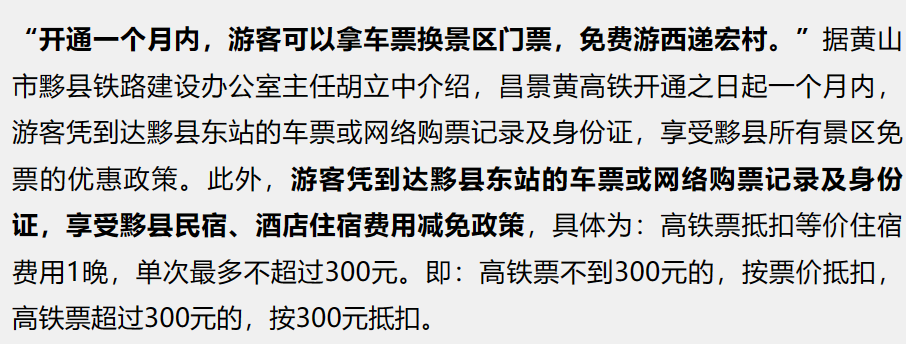 “开通一个月内，游客可以拿车票换景区门票，免费游西递宏村。”据黄山
市黟县铁路建设办公室主任胡立中介绍，昌景黄高铁开通之日起一个月内，
游客凭到达黟县东站的车票或网络购票记录及身份证，享受黟县所有景区免
票的优惠政策。此外，游客凭到达黟县东站的车票或网络购票记录及身份
证，享受黟县民宿、酒店住宿费用减免政策，具体为：高铁票抵扣等价住宿
费用1晚，单次最多不超过300元。即：高铁票不到300元的，按票价抵扣，
高铁票超过300元的，按300元抵扣。